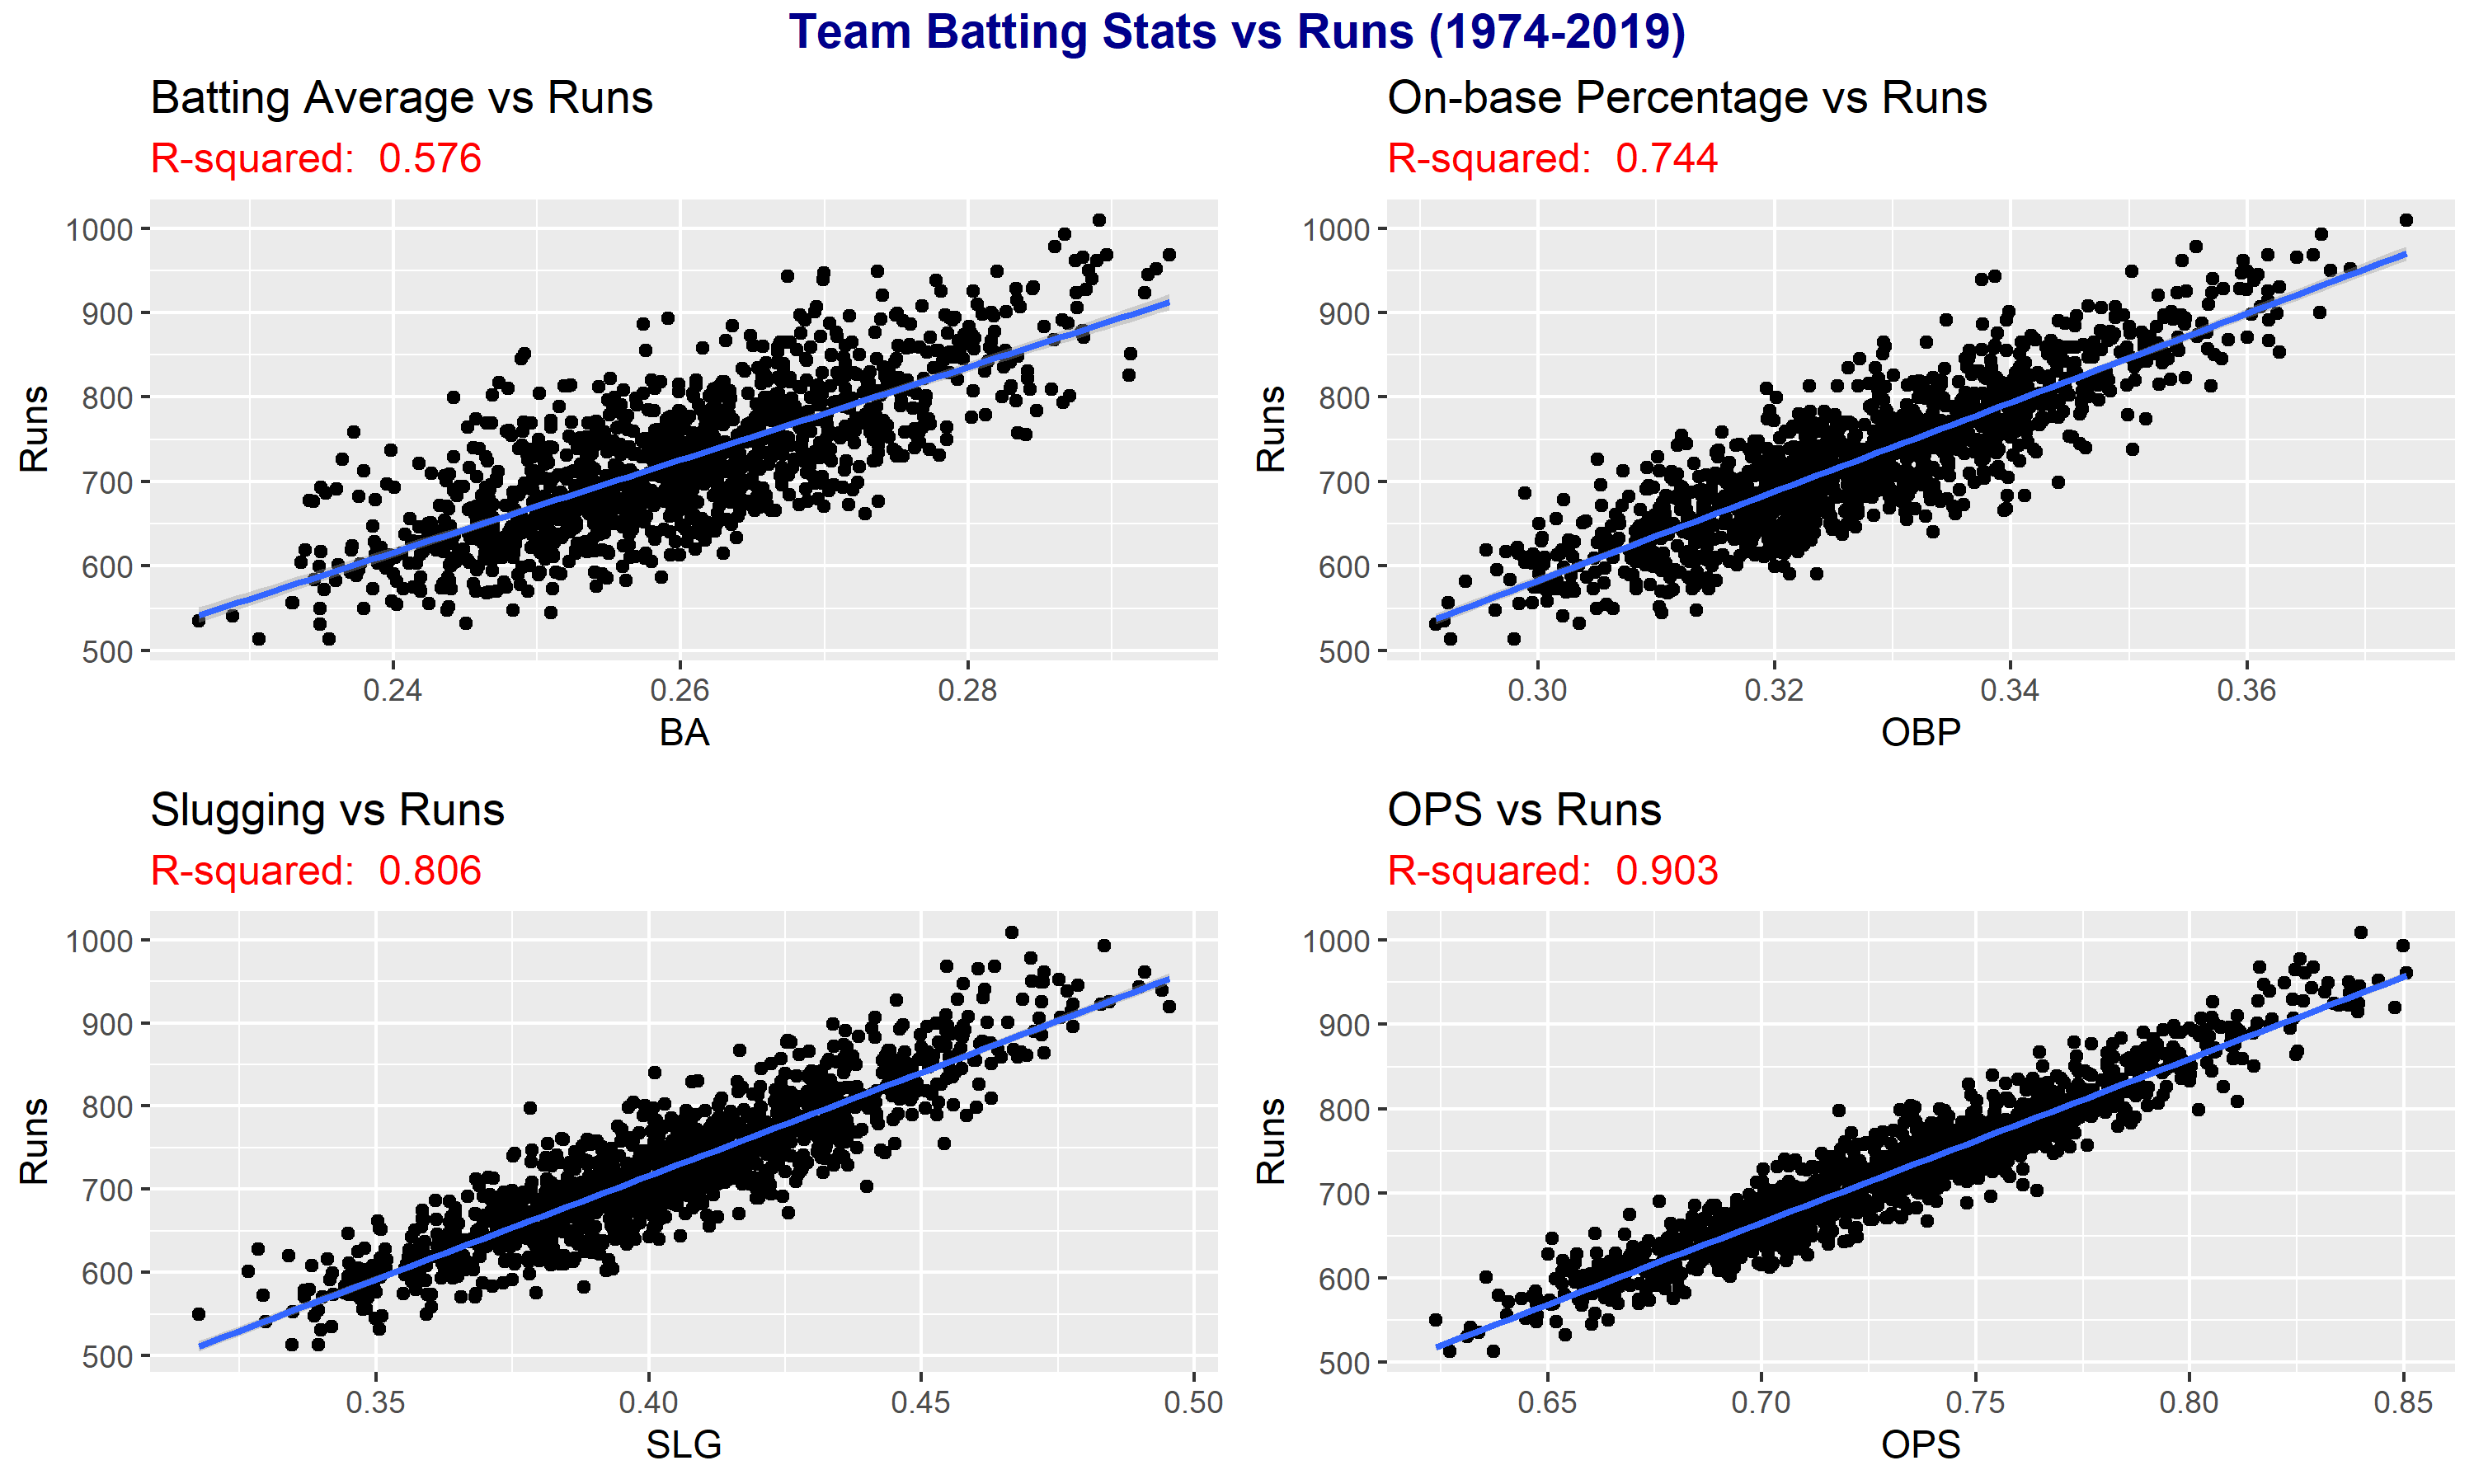 Team Batting Stats vs Runs (1974-2019)
Batting Average vs Runs
R-squared:  0.576
Runs
1000
900
800
700
600
500
0.24 0.26 0.28
BA
On-base Percentage vs Runs
R-squared:  0.744
Runs
1000
900
800
700
600
500
0.30 0.32 0.34 0.36
OBP
Slugging vs Runs
R-squared:  0.806
Runs
1000
900
800
700
600
500
0.35 0.40 0.45 0.50
SLG
OPS vs Runs
R-squared:  0.903
Runs
1000
900
800
700
600
500
0.65 0.70 0.75 0.80 0.85
OPS